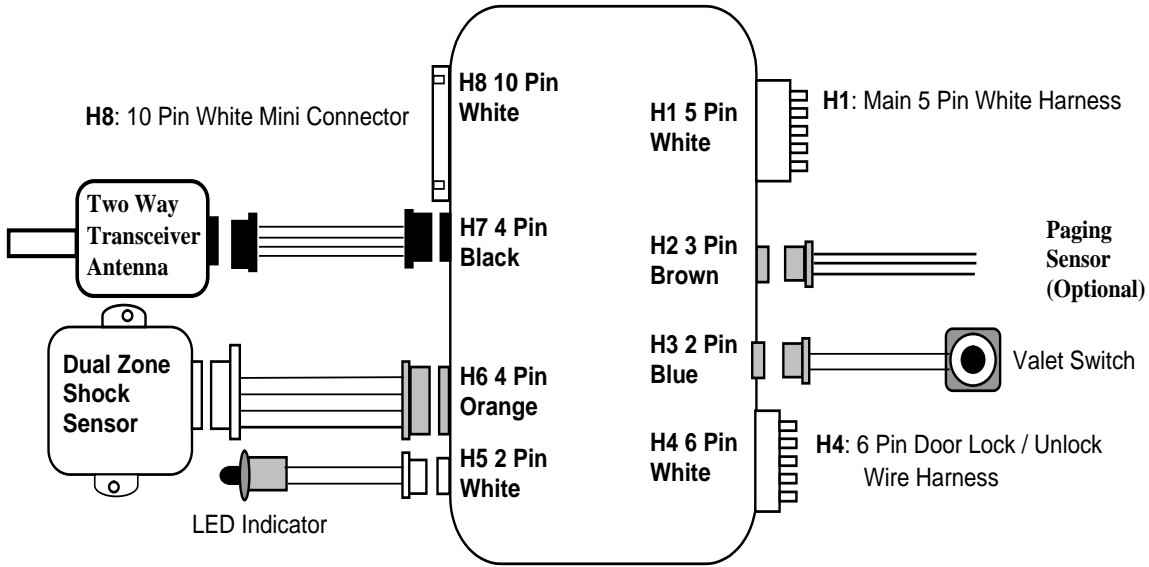 H8: 10 Pin White Mini Connector
H8 10 Pin
White
Two Way
Transceiver
Antenna
H7 4 Pin
Black
Dual Zone
Shock
Sensor
H6 4 Pin
Orange
H5 2 Pin
White
LED Indicator
H1 5 Pin
White
H1: Main 5 Pin White Harness
H2 3 Pin
Brown
Paging
Sensor
(Optional)
H3 2 Pin
Blue
Valet Switch
H4 6 Pin
White
H4: 6 Pin Door Lock / Unlock
Wire Harness